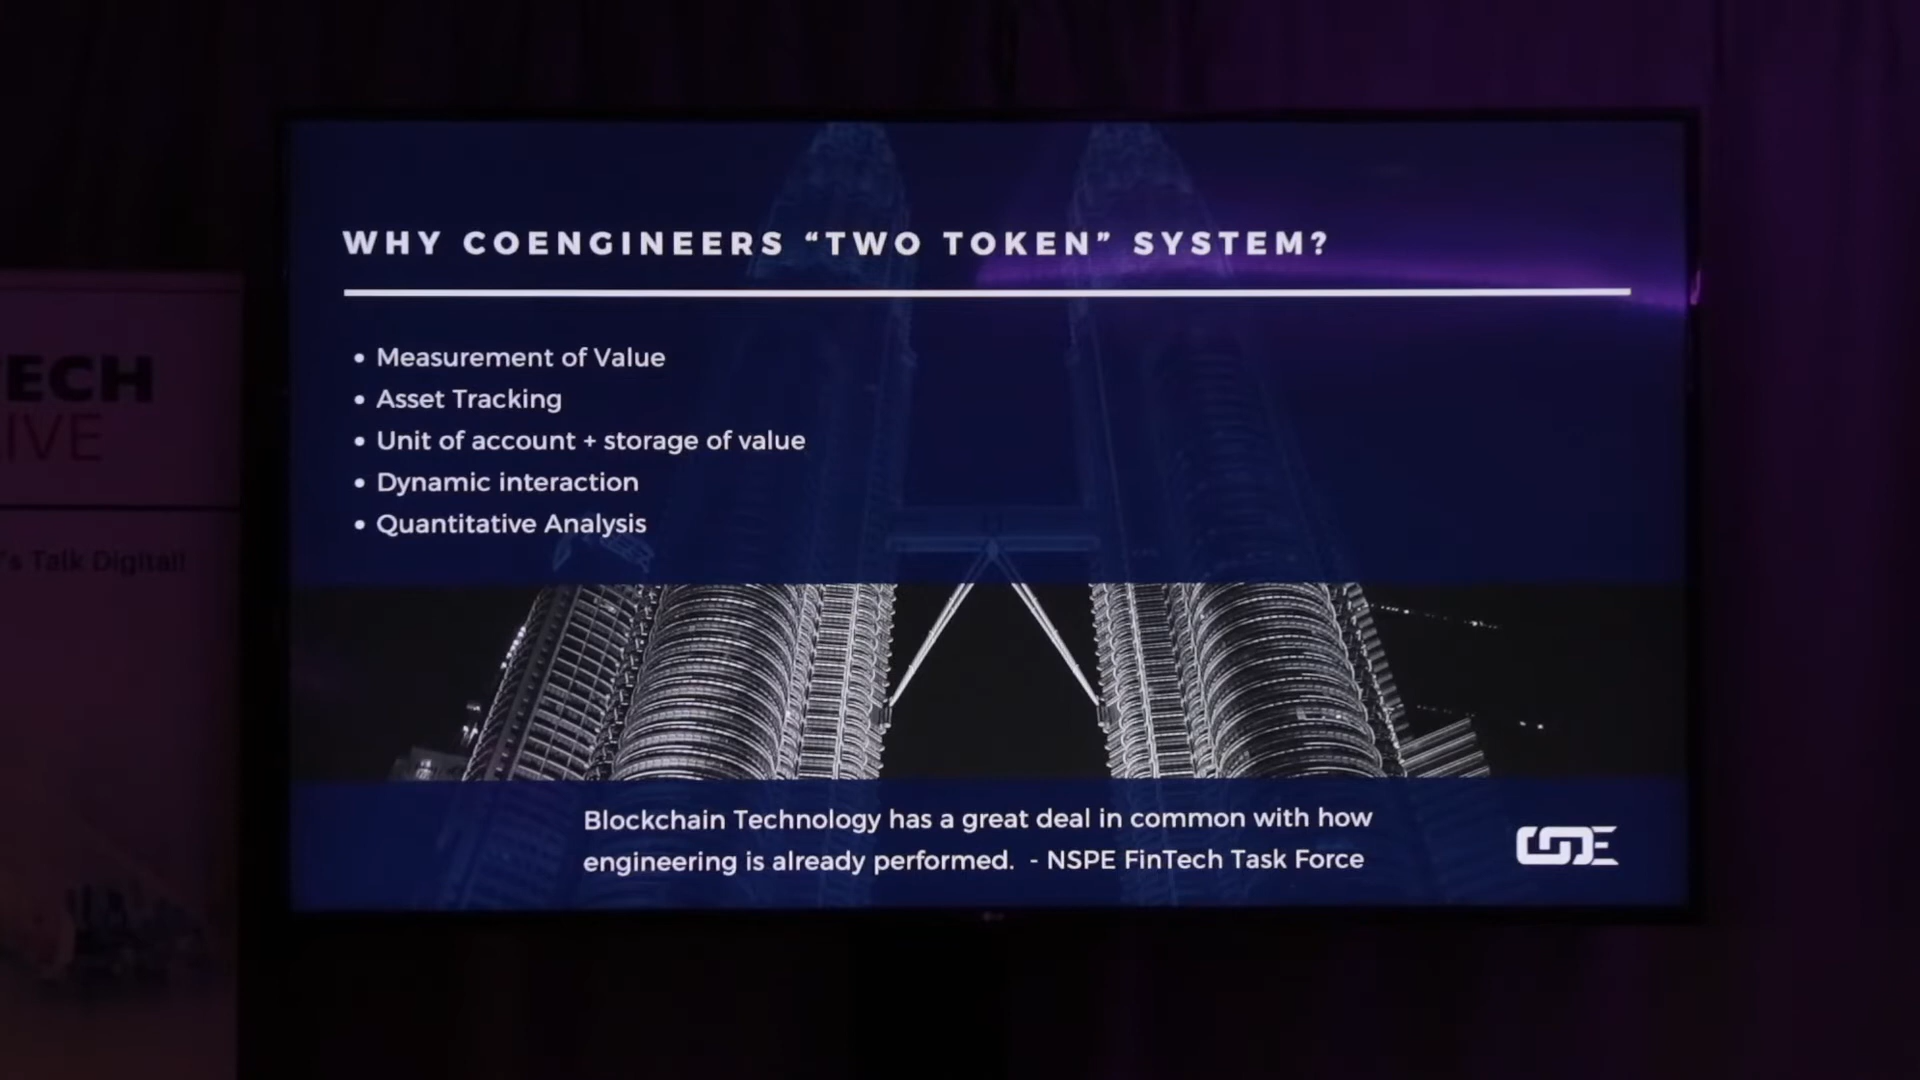 WHY COENGINEERS “TWO TOKEN” SYSTEM?
• Measurement of Value
• Asset Tracking
• Unit of account + storage of value
• Dynamic interaction
• Quantitative Analysis
Blockchain Technology has a great deal in common with how
engineering is already performed. - NSPE FinTech Task Force
ECH
IVE
's Talk Digital!